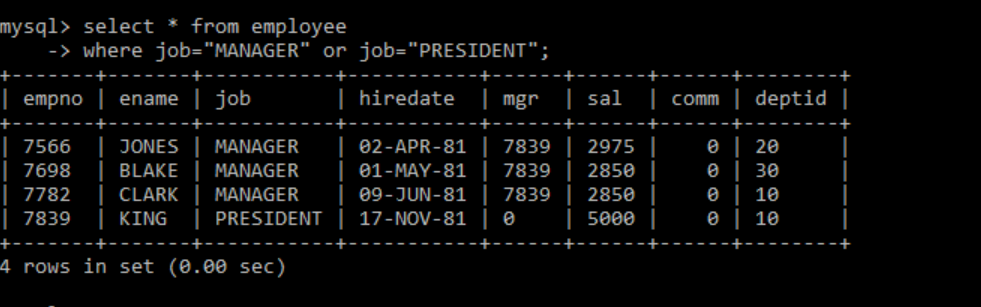 mysql> select * from employee
    -> where job="MANAGER" or job="PRESIDENT";
+-------+-------+-----------+-----------+------+------+------+--------+
| empno | ename | job       | hiredate  | mgr  | sal  | comm | deptid |
+-------+-------+-----------+-----------+------+------+------+--------+
| 7566  | JONES | MANAGER   | 02-APR-81 | 7839 | 2975 |    0 | 20     |
| 7698  | BLAKE | MANAGER   | 01-MAY-81 | 7839 | 2850 |    0 | 30     |
| 7782  | CLARK | MANAGER   | 09-JUN-81 | 7839 | 2850 |    0 | 10     |
| 7839  | KING  | PRESIDENT | 17-NOV-81 | 0    | 5000 |    0 | 10     |
+-------+-------+-----------+-----------+------+------+------+--------+
4 rows in set (0.00 sec)